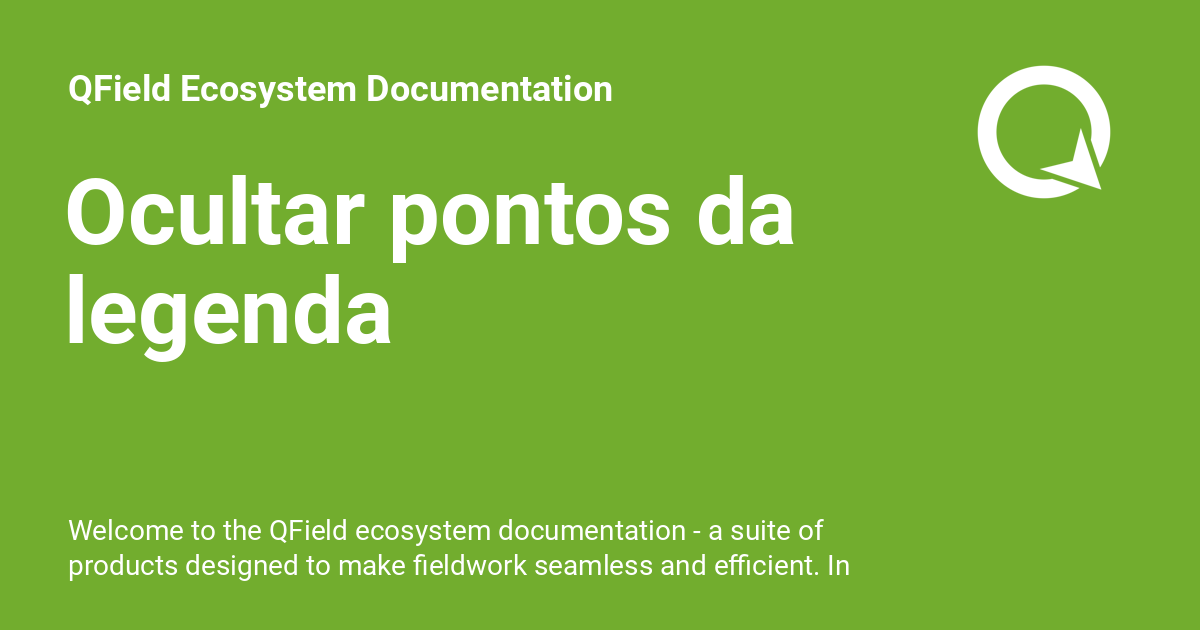 QField Ecosystem Documentation
Ocultar pontos da
legenda
Welcome to the QField ecosystem documentation - a suite of
products designed to make fieldwork seamless and efficient. In